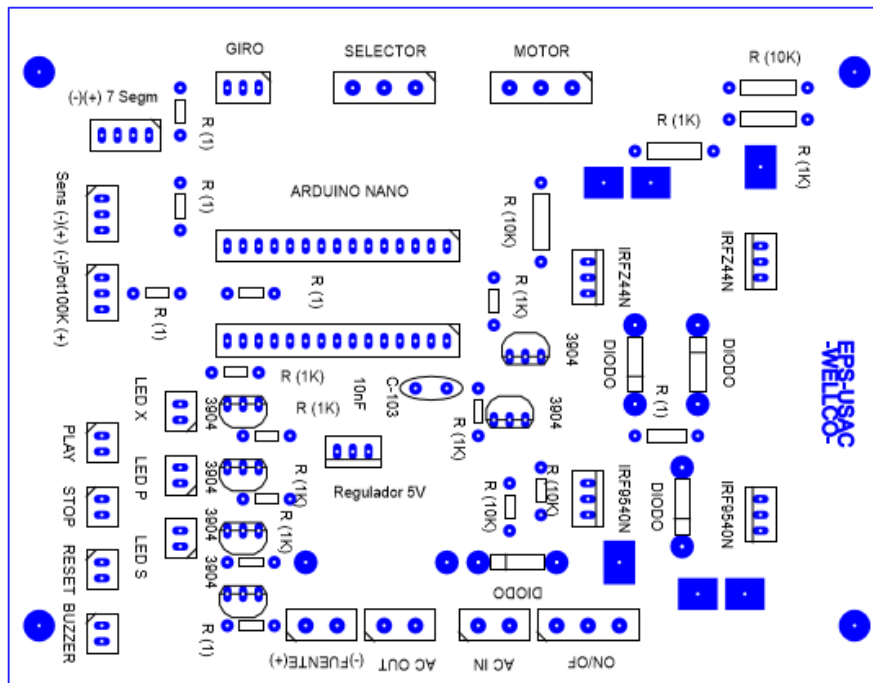 GIRO
SELECTOR
MOTOR
R (10K)
(-)(+) 7 Segm
R (1)
R (1K)
R (1K)
Sens (-)(+)
R (1)
ARDUINO NANO
R (10K)
IRFZ44N
IRFZ44N
(-)Pot100K (+)
R (1)
R (1)
R (1K)
3904
DIODO
DIODO
EPS-USAC
-WELLCO-
LED X
R (1K)
10nF
C-103
R (1)
3904
R (1K)
R (1K)
3904
PLAY
LED P
3904
R (1K)
Regulador 5V
R (10K)
R (10K)
IRF9540N
DIODO
IRF9540N
STOP
LED S
3904
R (1K)
RESET
3904
DIODO
BUZZER
R (1)
(-)FUENTE(+)
AC OUT
AC IN
ON/OF